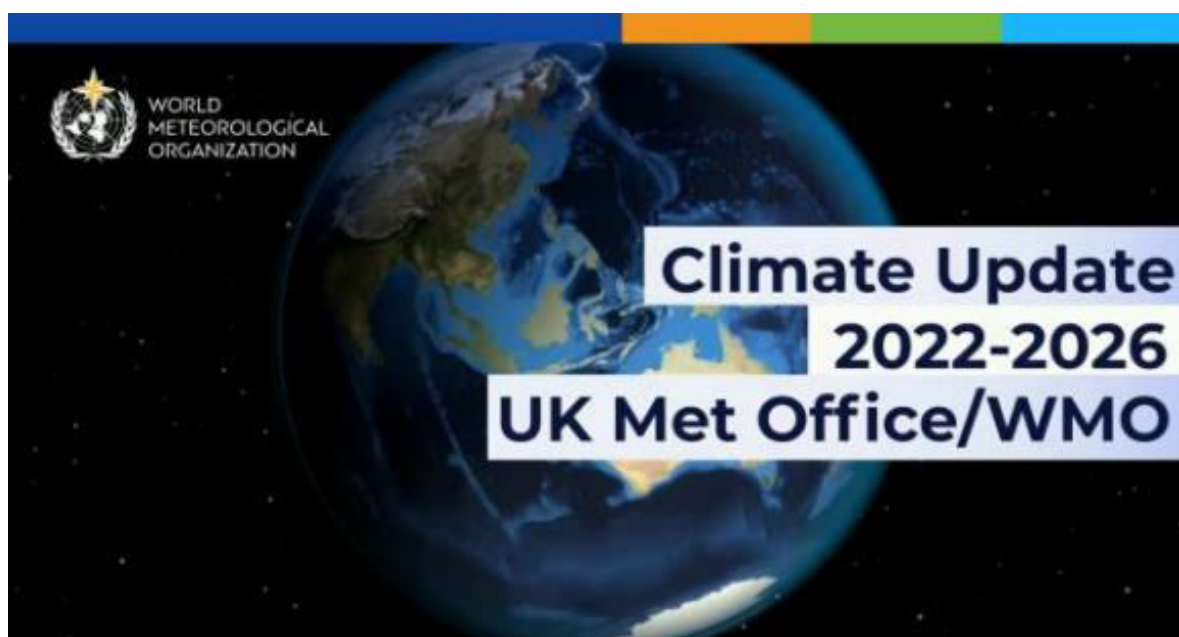 WORLD
METEOROLOGICAL
ORGANIZATION
Climate Update
2022-2026
UK Met Office/WMO